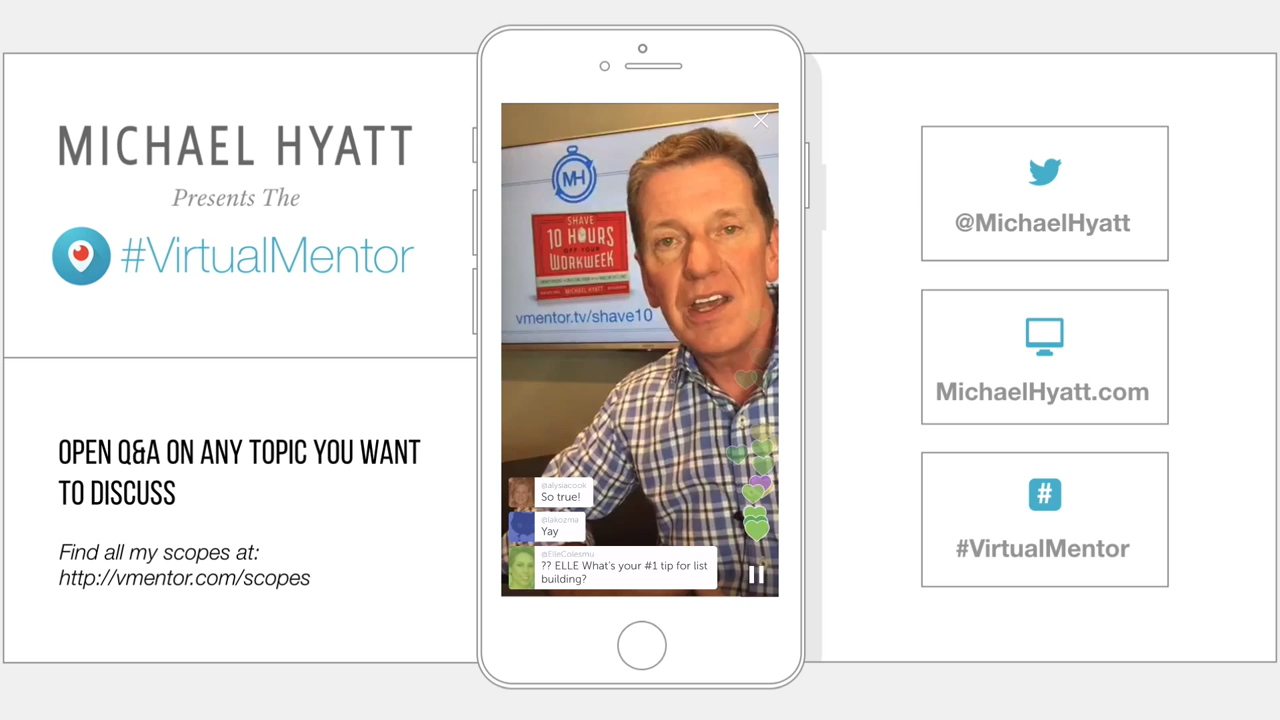 MICHAEL HYATT
Presents The
#VirtualMentor
OPEN Q&A ON ANY TOPIC YOU WANT
TO DISCUSS
Find all my scopes at:
http://vmentor.com/scopes
MH
SHAVE
10 HOURS
OFF YOUR
WORKWEEK
MICHAEL HYATT
vmentor.tv/shave10
@alysiacook
So true!
@lakozma
Yay
@ElleColesmu
?? ELLE What's your #1 tip for list
building?
@MichaelHyatt
MichaelHyatt.com
#
#VirtualMentor